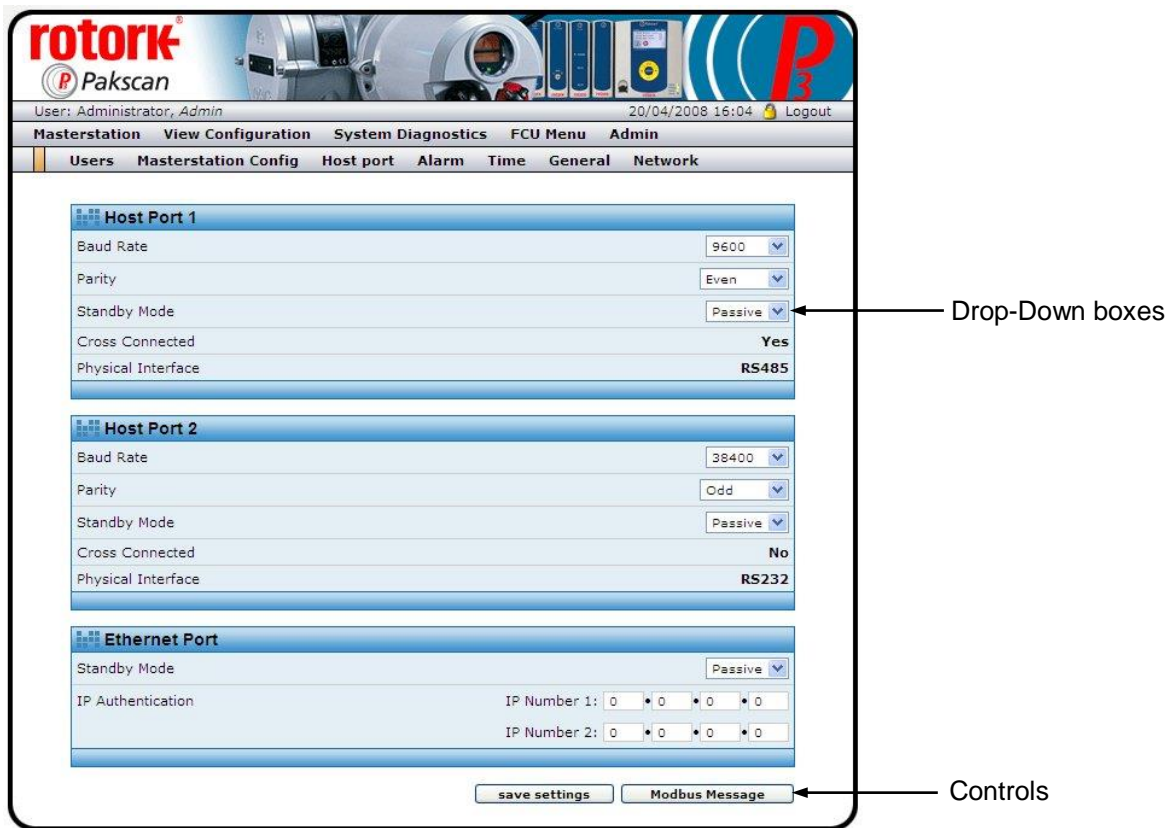 rotork®
P Pakscan
P3
User: Administrator, Admin 20/04/2008 16:04 Logout
Masterstation View Configuration System Diagnostics FCU Menu Admin
Users Masterstation Config Host port Alarm Time General Network
Host Port 1
Baud Rate 9600
Parity Even
Standby Mode Passive
Drop-Down boxes
Cross Connected Yes
Physical Interface RS485
Host Port 2
Baud Rate 38400
Parity Odd
Standby Mode Passive
Cross Connected No
Physical Interface RS232
Ethernet Port
Standby Mode Passive
IP Authentication IP Number 1: 0 • 0 • 0 • 0
IP Number 2: 0 • 0 • 0 • 0
save settings Modbus Message
Controls